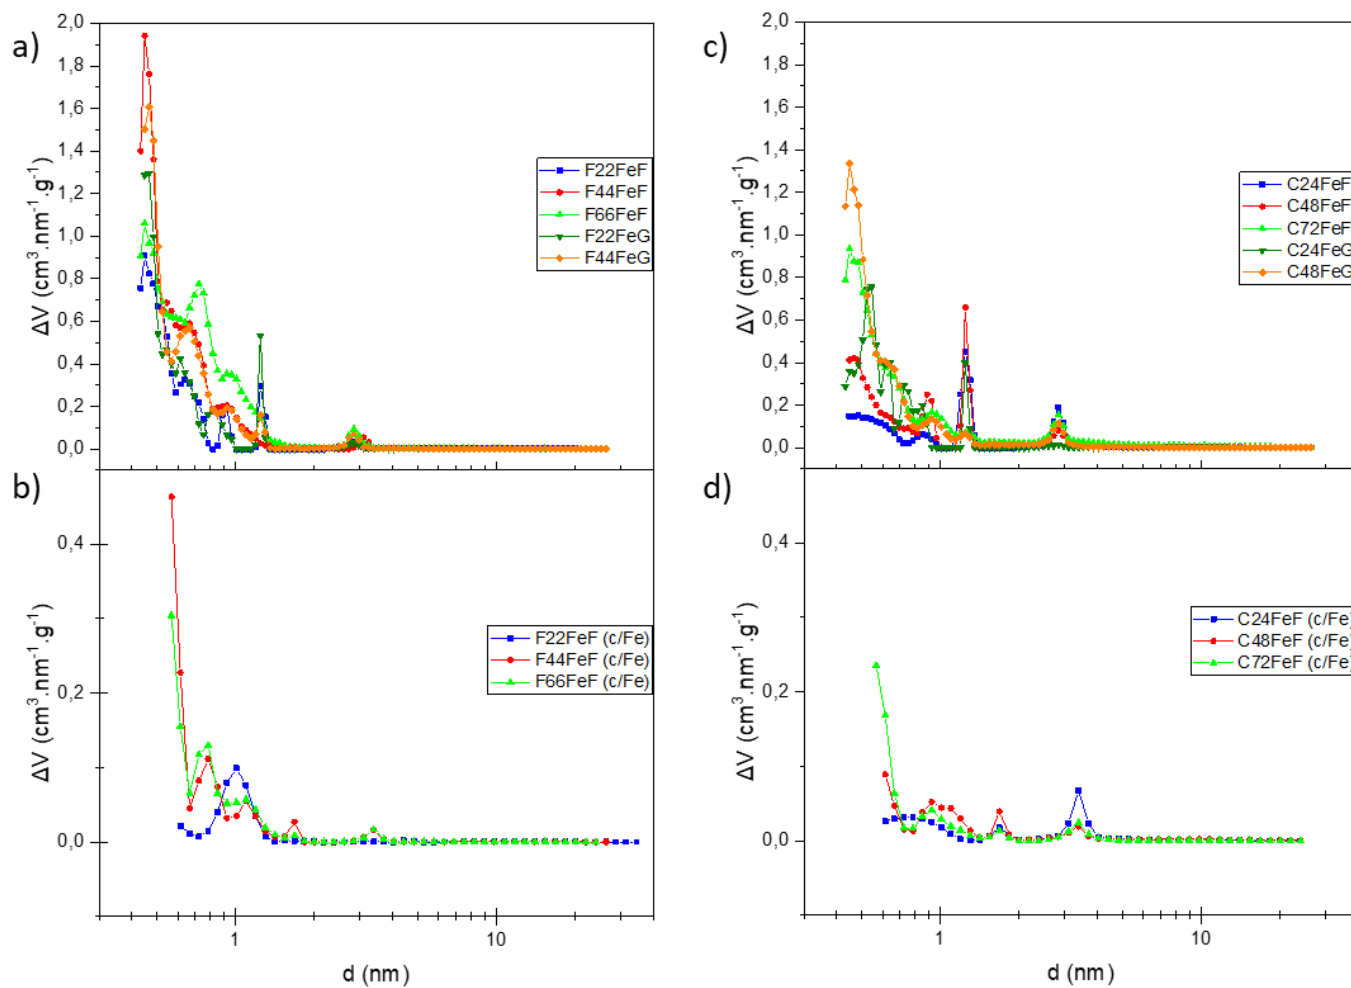 a)
2,0
1,8
1,6
1,4
1,2
1,0
0,8
0,6
0,4
0,2
0,0
ΔV (cm³.nm⁻¹.g⁻¹)
F22FeF
F44FeF
F66FeF
F22FeG
F44FeG
b)
0,4
0,2
0,0
ΔV (cm³.nm⁻¹.g⁻¹)
F22FeF (c/Fe)
F44FeF (c/Fe)
F66FeF (c/Fe)
1
10
d (nm)
c)
2,0
1,8
1,6
1,4
1,2
1,0
0,8
0,6
0,4
0,2
0,0
ΔV (cm³.nm⁻¹.g⁻¹)
C24FeF
C48FeF
C72FeF
C24FeG
C48FeG
d)
0,4
0,2
0,0
ΔV (cm³.nm⁻¹.g⁻¹)
C24FeF (c/Fe)
C48FeF (c/Fe)
C72FeF (c/Fe)
1
10
d (nm)